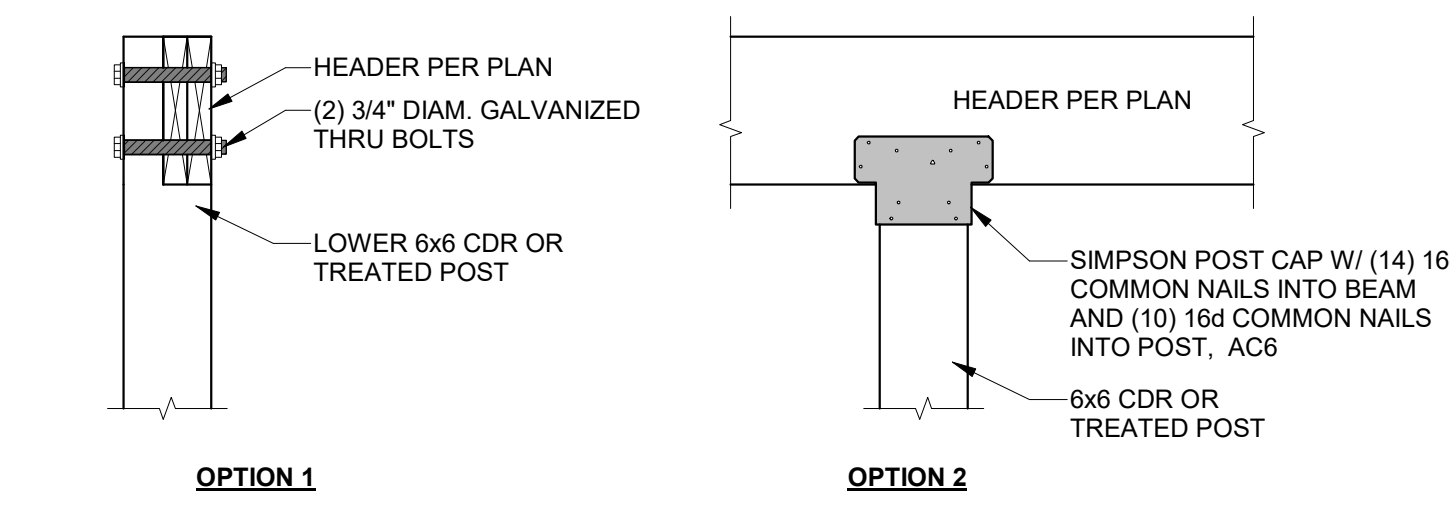 HEADER PER PLAN
(2) 3/4" DIAM. GALVANIZED
THRU BOLTS
LOWER 6x6 CDR OR
TREATED POST
OPTION 1
HEADER PER PLAN
SIMPSON POST CAP W/ (14) 16
COMMON NAILS INTO BEAM
AND (10) 16d COMMON NAILS
INTO POST, AC6
6x6 CDR OR
TREATED POST
OPTION 2